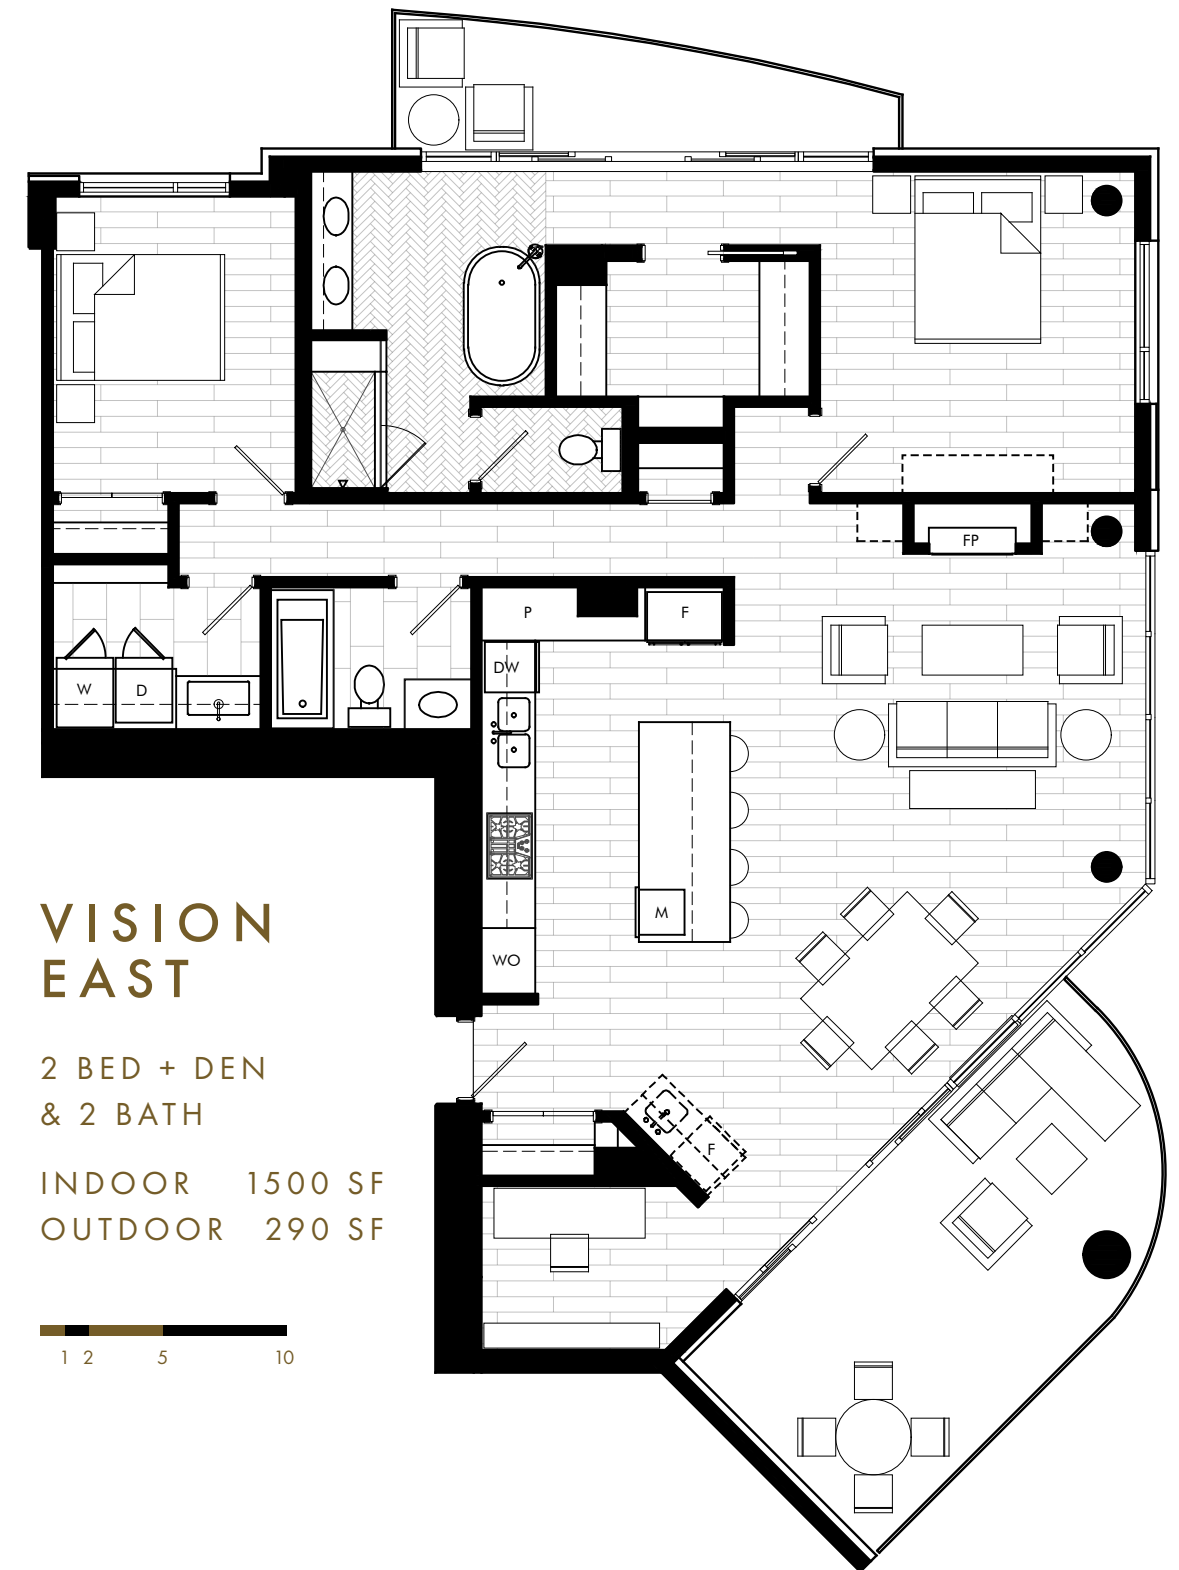 FP
P
F
DW
W
D
M
WO
F
VISION
EAST
2 BED + DEN
& 2 BATH
INDOOR 1500 SF
OUTDOOR 290 SF
1 2 5 10